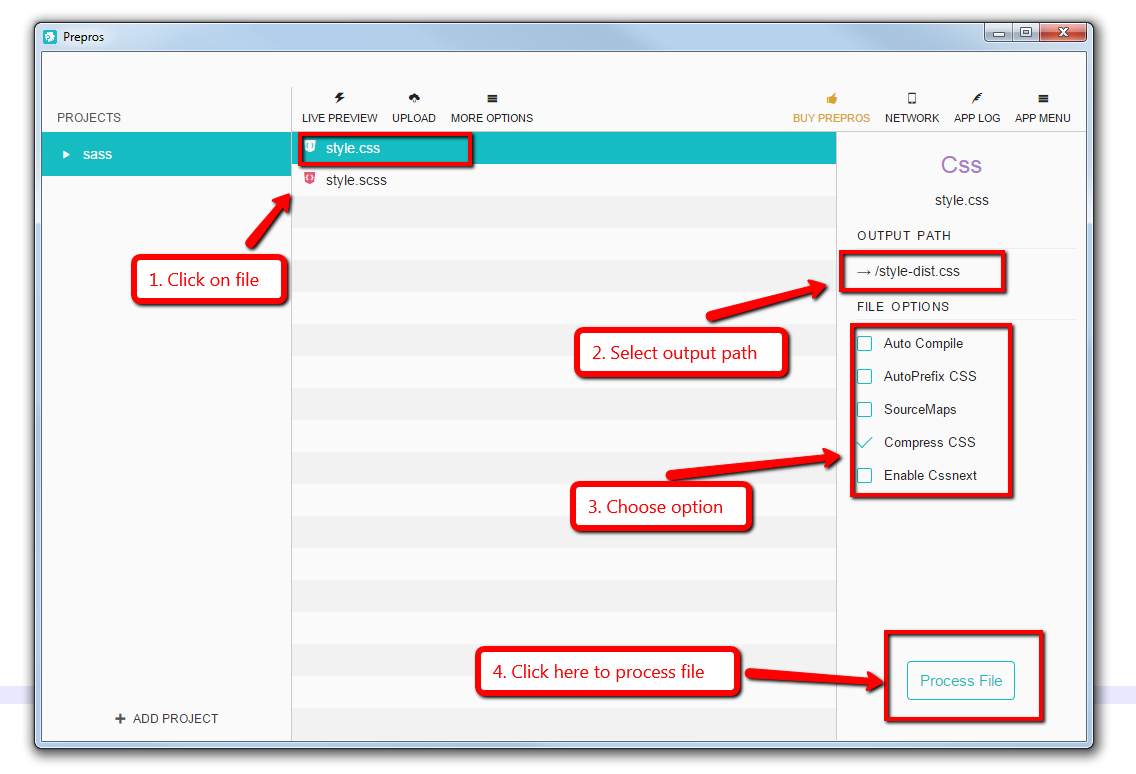 Prepros
PROJECTS
LIVE PREVIEW
UPLOAD
MORE OPTIONS
BUY PREPROS
NETWORK
APP LOG
APP MENU
sass
style.css
style.scss
1. Click on file
Css
style.css
OUTPUT PATH
→ /style-dist.css
2. Select output path
FILE OPTIONS
Auto Compile
AutoPrefix CSS
SourceMaps
Compress CSS
Enable Cssnext
3. Choose option
4. Click here to process file
Process File
+ ADD PROJECT